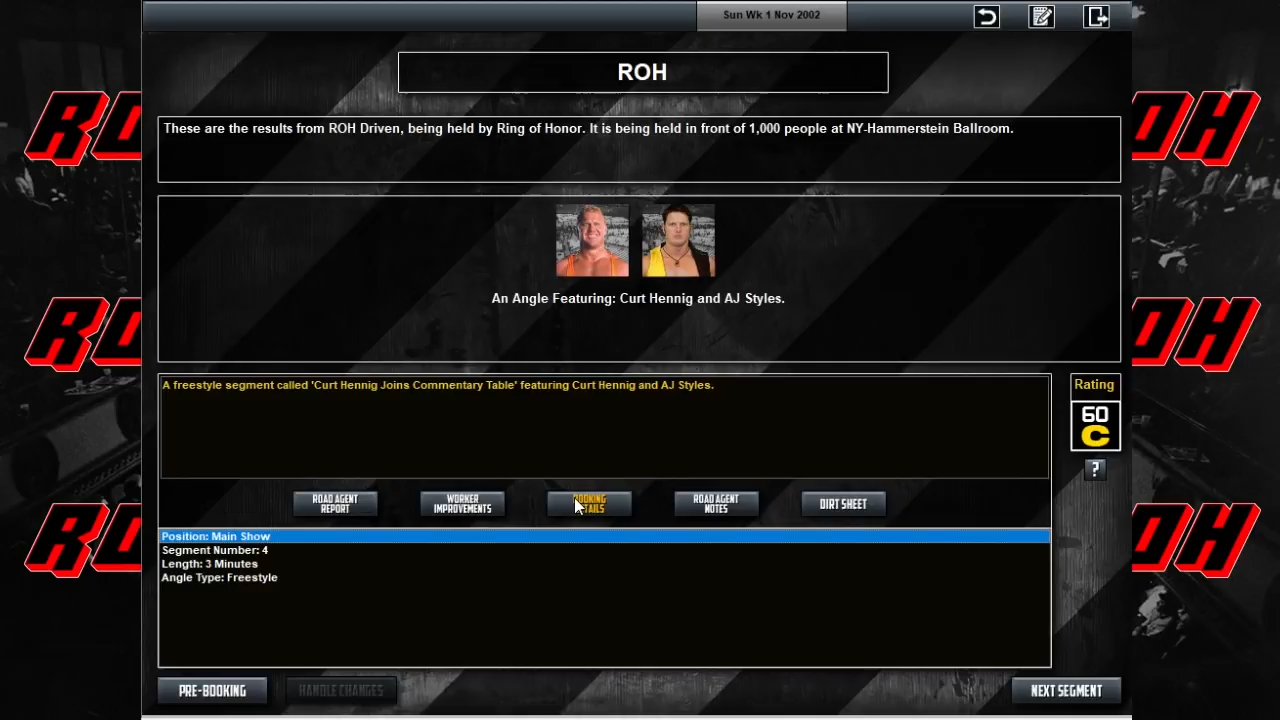 Sun Wk 1 Nov 2002
ROH
These are the results from ROH Driven, being held by Ring of Honor. It is being held in front of 1,000 people at NY-Hammerstein Ballroom.
An Angle Featuring: Curt Hennig and AJ Styles.
A freestyle segment called 'Curt Hennig Joins Commentary Table' featuring Curt Hennig and AJ Styles.
Rating
60
C
?
ROAD AGENT REPORT
WORKER IMPROVEMENTS
ROAD AGENT NOTES
DIRT SHEET
Position: Main Show
Segment Number: 4
Length: 3 Minutes
Angle Type: Freestyle
PRE-BOOKING
HANDLE CHANGES
NEXT SEGMENT